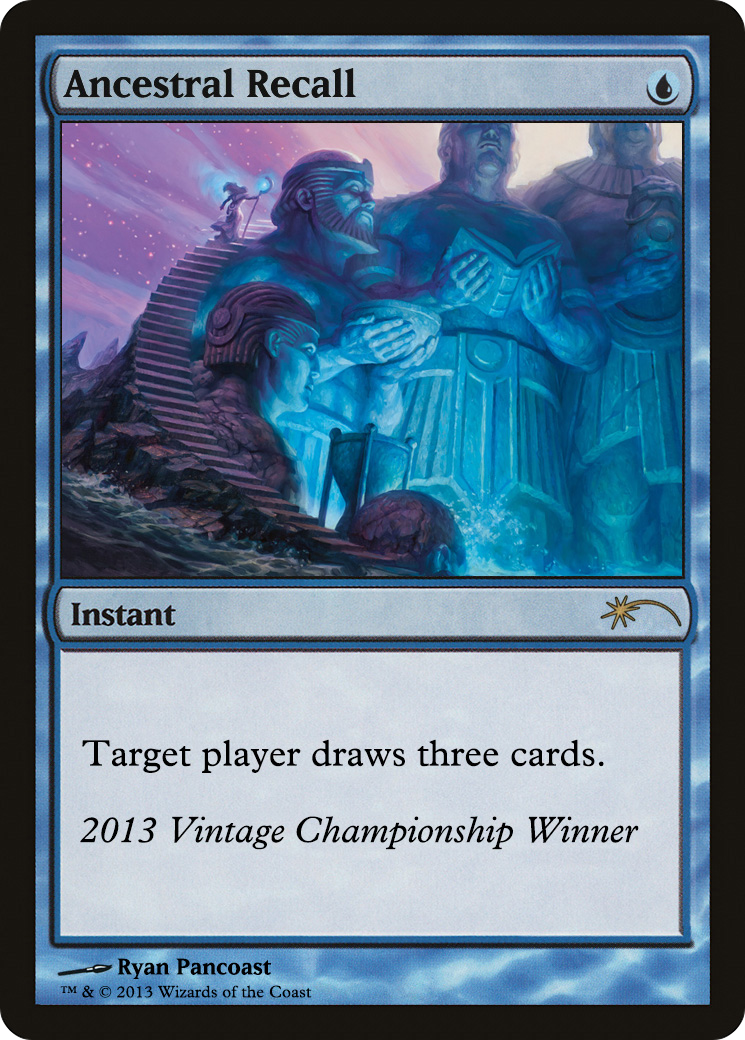 Ancestral Recall
Instant
Target player draws three cards.
2013 Vintage Championship Winner
Ryan Pancoast
™ & © 2013 Wizards of the Coast